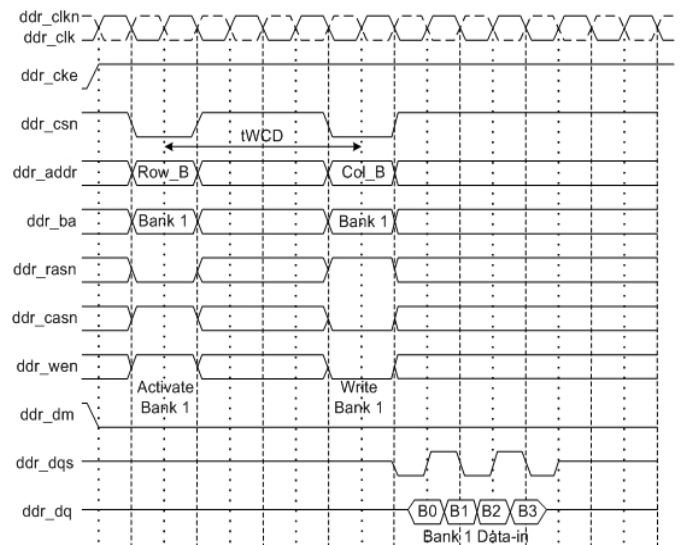 ddr_clkn
ddr_clk
ddr_cke
ddr_csn
tWCD
ddr_addr Row_B Col_B
ddr_ba Bank 1 Bank 1
ddr_rasn
ddr_casn
ddr_wen
Activate Write
ddr_dm Bank 1 Bank 1
ddr_dqs
ddr_dq B0 B1 B2 B3
Bank 1 Data-in